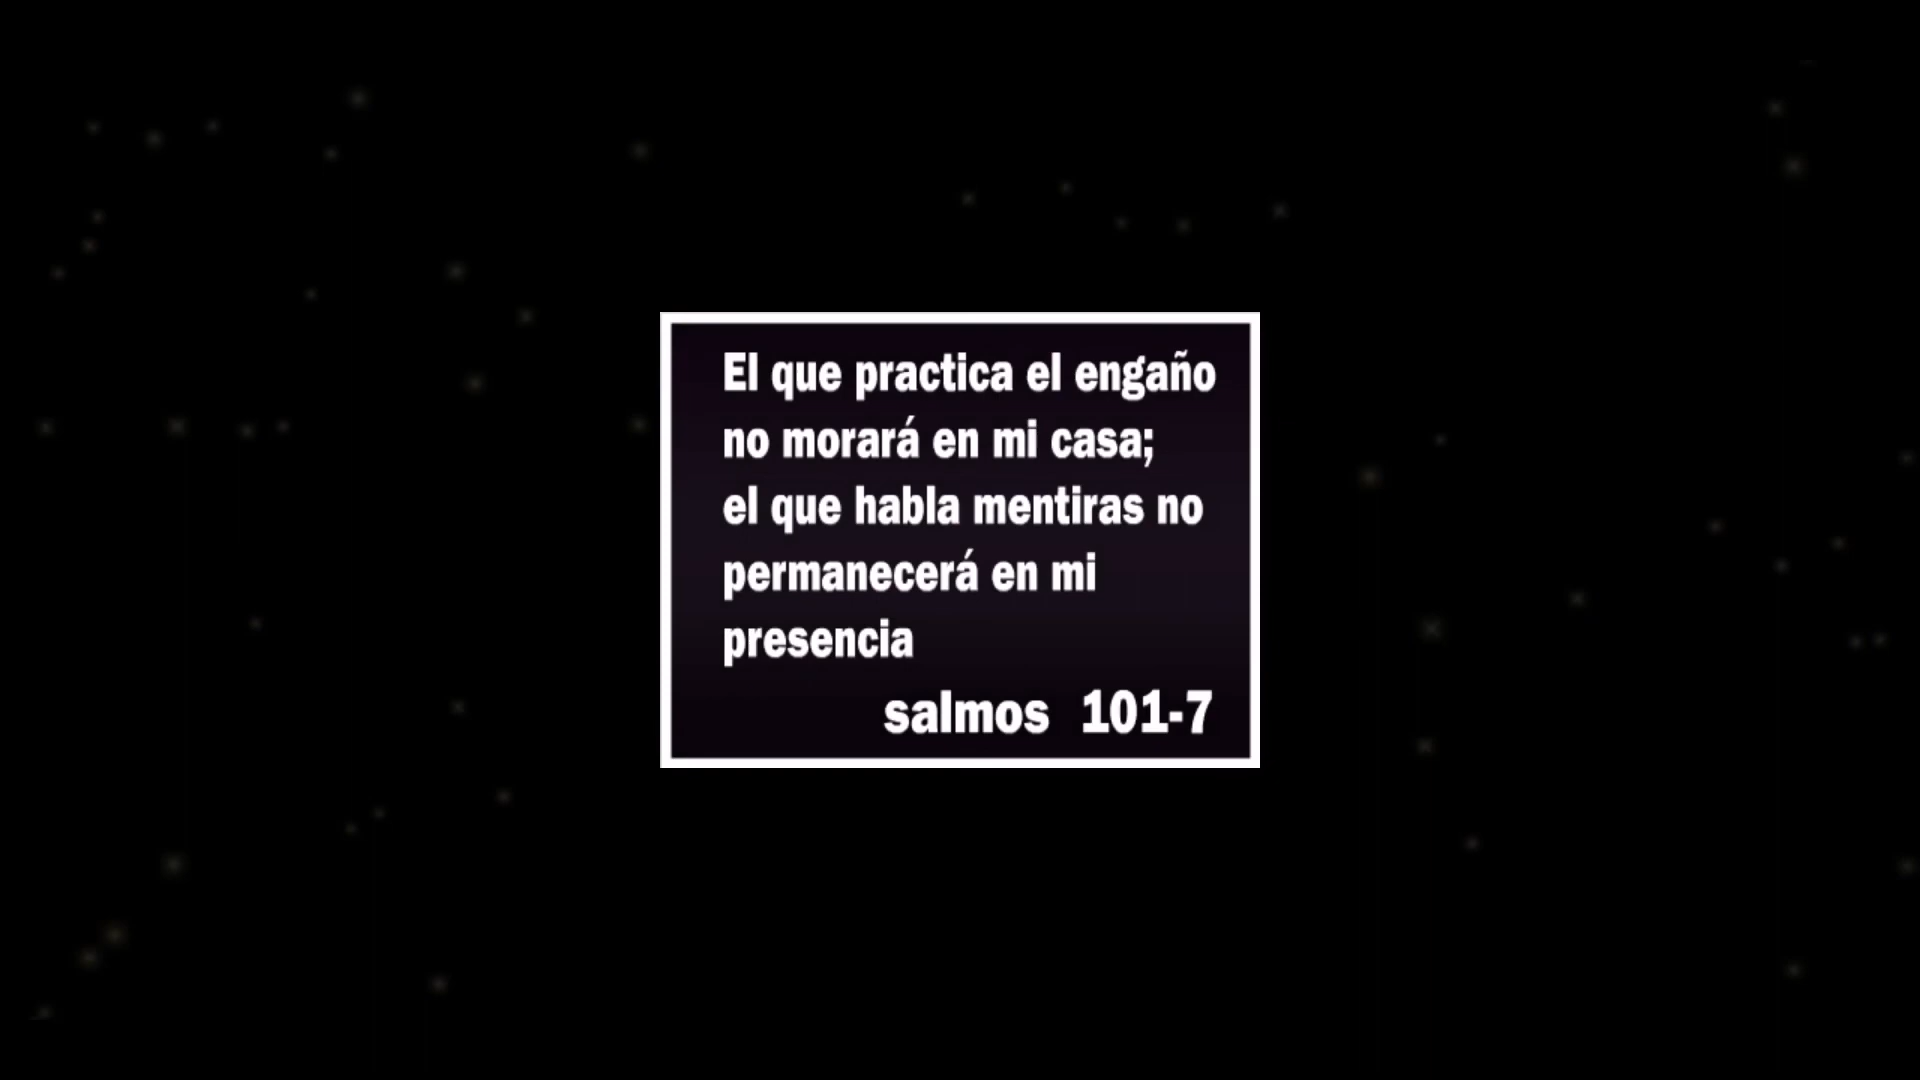 El que practica el engaño
no morará en mi casa;
el que habla mentiras no
permanecerá en mi
presencia
salmos 101-7